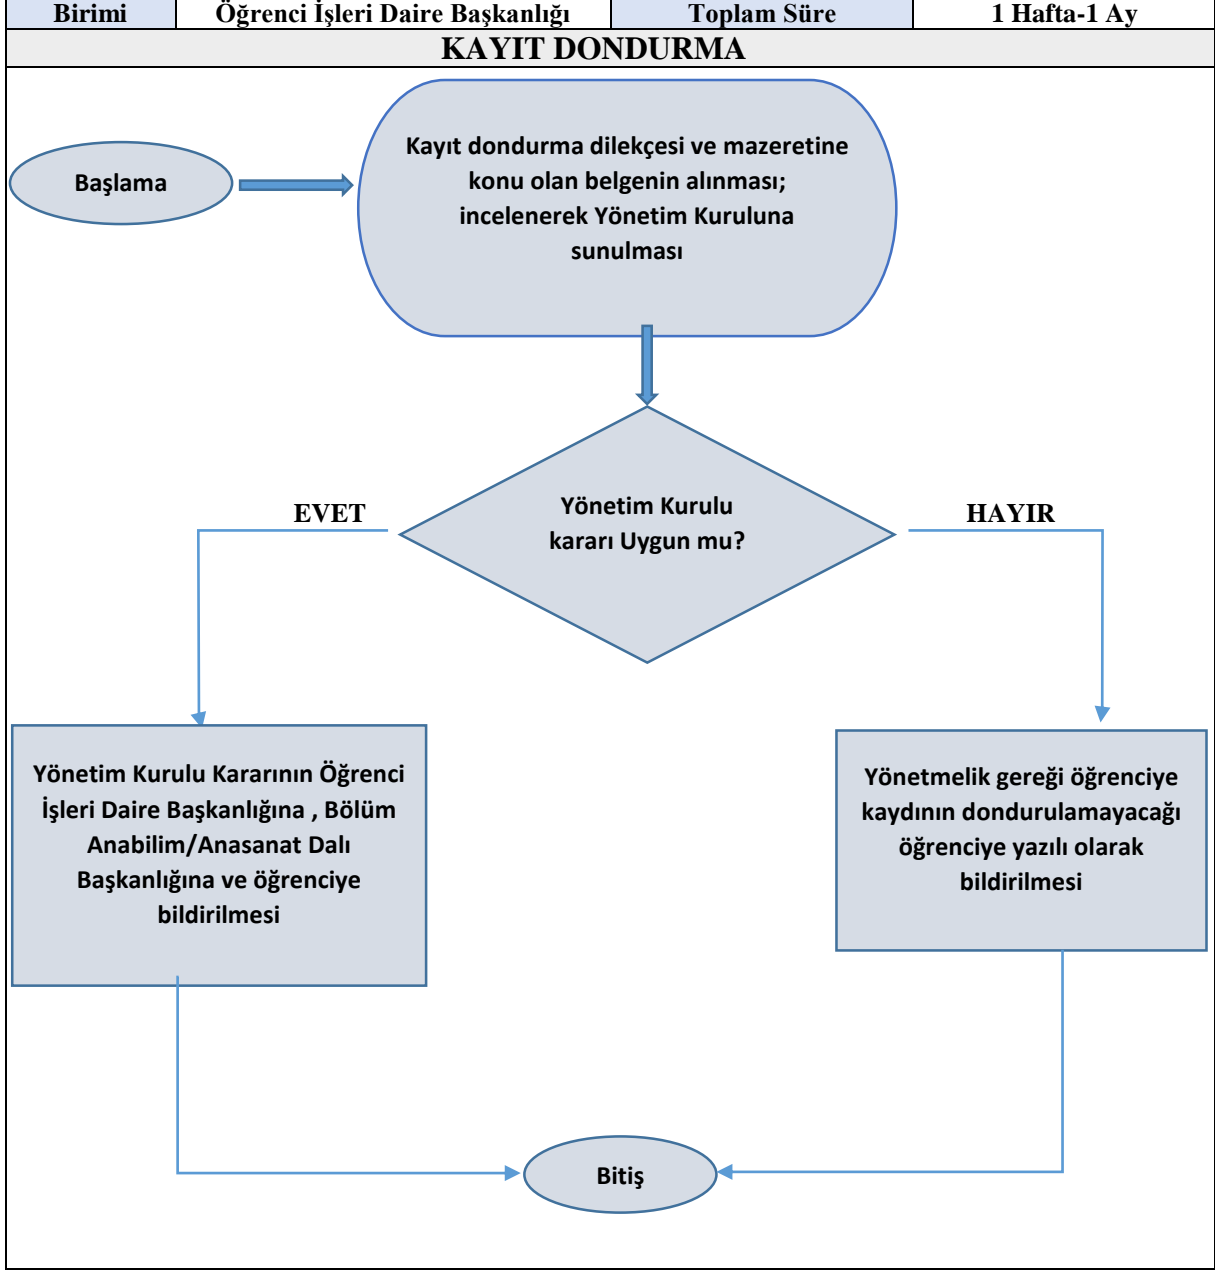 Birimi Öğrenci İşleri Daire Başkanlığı Toplam Süre 1 Hafta-1 Ay
KAYIT DONDURMA
Başlama
Kayıt dondurma dilekçesi ve mazeretine
konu olan belgenin alınması;
incelenerek Yönetim Kuruluna
sunulması
Yönetim Kurulu
kararı Uygun mu?
EVET
HAYIR
Yönetim Kurulu Kararının Öğrenci
İşleri Daire Başkanlığına , Bölüm
Anabilim/Anasanat Dalı
Başkanlığına ve öğrenciye
bildirilmesi
Yönetmelik gereği öğrenciye
kaydının dondurulamayacağı
öğrenciye yazılı olarak
bildirilmesi
Bitiş